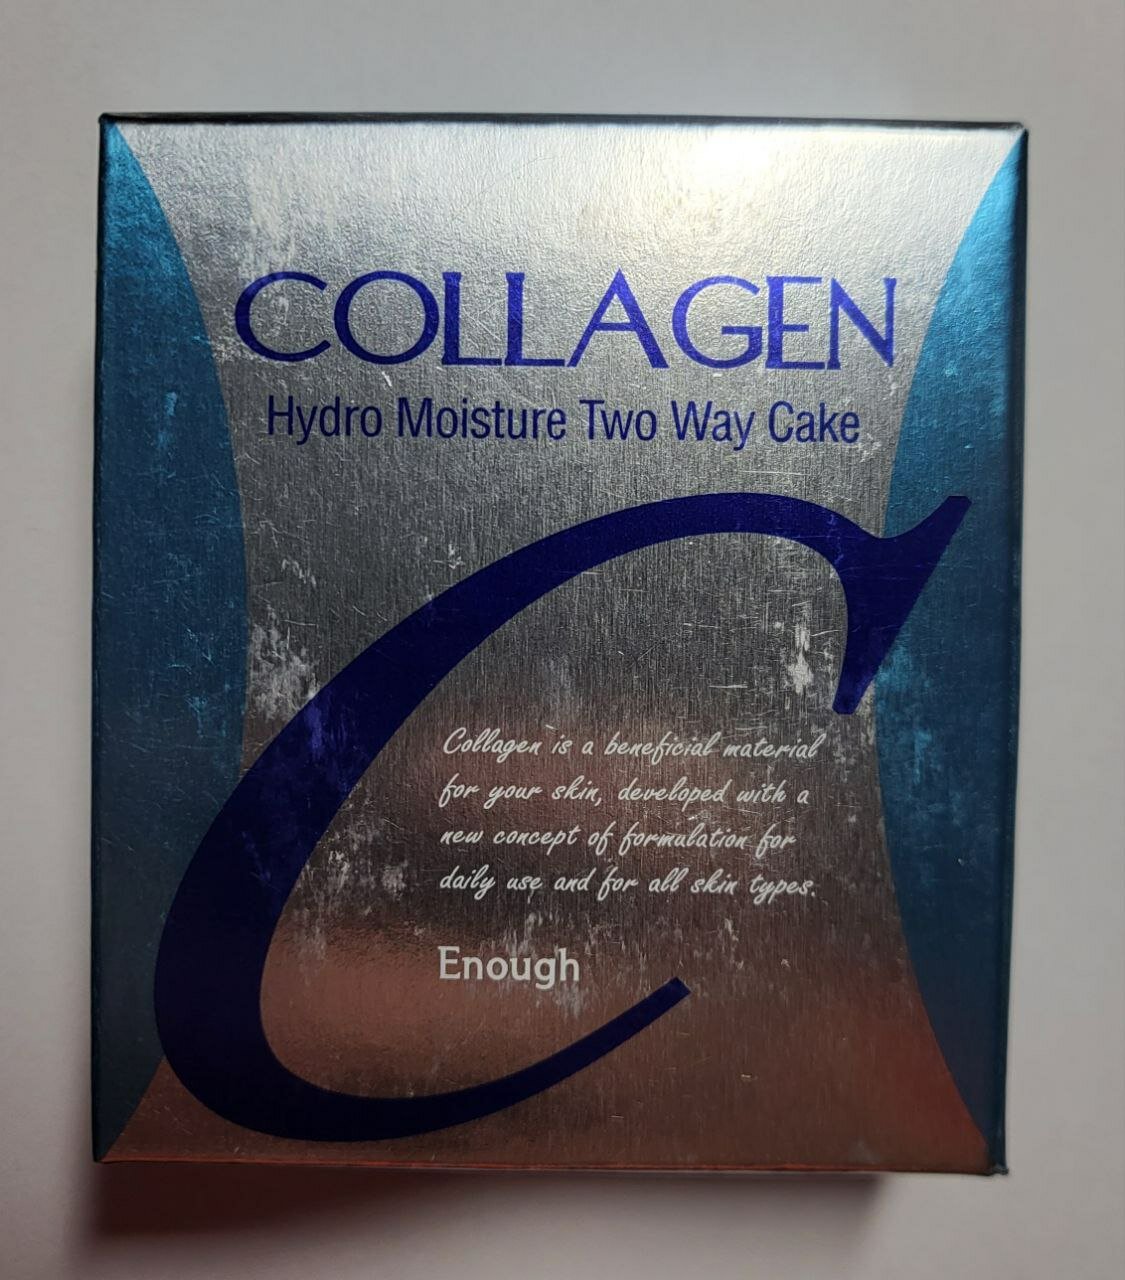 COLLAGEN
Hydro Moisture Two Way Cake
C
Collagen is a beneficial material
for your skin, developed with a
new concept of formulation for
daily use and for all skin types.
Enough